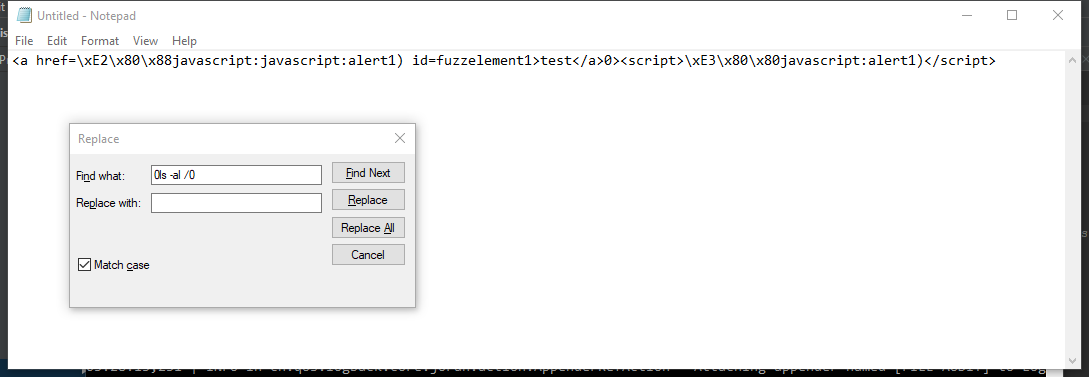 Untitled - Notepad
File Edit Format View Help
<a href=\xE2\x80\x88javascript:javascript:alert1) id=fuzzelement1>test</a>0><script>\xE3\x80\x80javascript:alert1)</script>
Replace
Find what: 0ls -al /0 Find Next
Replace with: Replace
Replace All
Cancel
Match case